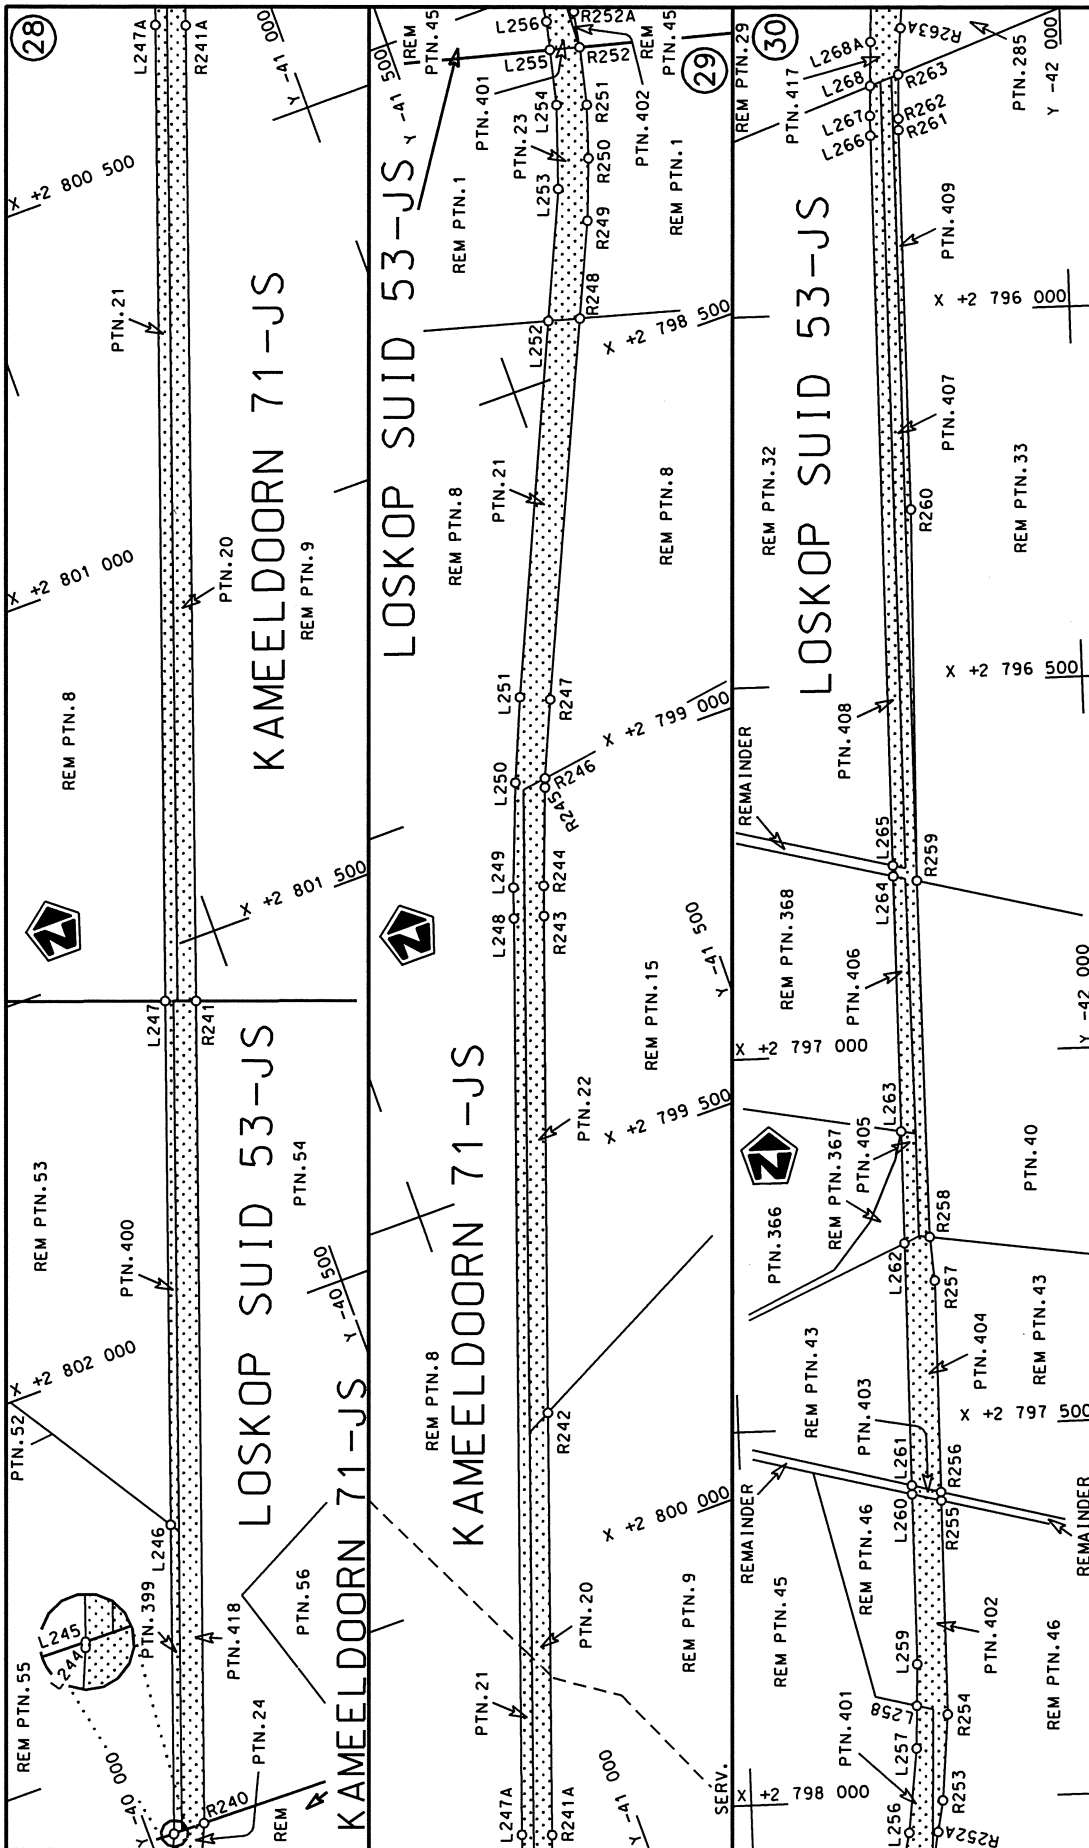 28
L247A
R241A
Y -41 000
X +2 800 500
PTN.21
KAMEELDOORN 71-JS
X +2 801 000
PTN.20
REM PTN.9
REM PTN.8
X +2 801 500
N
L247
R241
LOSKOP SUID 53-JS
REM PTN.53
PTN.54
PTN.400
Y -40 500
X +2 802 000
PTN.52
L246
KAMEELDOORN 71-JS
PTN.56
L245
L244
PTN.399
PTN.418
REM PTN.55
PTN.24
Y -40 000
R240
REM
29
L256
R252A
REM PTN.45
REM PTN.45
L255
R252
Y -41 500
PTN.401
L254
R251
PTN.402
PTN.23
R250
L253
R249
REM PTN.1
REM PTN.1
LOSKOP SUID 53-JS
R248
L252
X +2 798 500
PTN.21
REM PTN.8
REM PTN.8
L251
R247
X +2 799 000
L250
R246
R245
L249
R244
L248
R243
N
Y -41 500
REM PTN.15
KAMEELDOORN 71-JS
PTN.22
X +2 799 500
REM PTN.8
R242
X +2 800 000
PTN.20
REM PTN.9
PTN.21
Y -41 000
SERV.
L247A
R241A
30
REM PTN.29
PTN.417
L268A
R263A
L268
R263
PTN.285
Y -42 000
L267
R262
L266
R261
PTN.409
LOSKOP SUID 53-JS
X +2 796 000
PTN.407
REM PTN.32
R260
REM PTN.33
X +2 796 500
PTN.408
REMAINDER
L265
R259
L264
REM PTN.368
PTN.406
Y -42 000
X +2 797 000
L263
PTN.405
REM PTN.367
N
PTN.366
PTN.40
R258
L262
R257
PTN.404
REM PTN.43
REM PTN.43
PTN.403
X +2 797 500
L261
R256
L260
R255
REMAINDER
REMAINDER
REM PTN.46
REM PTN.45
PTN.402
L259
REM PTN.46
L258
R254
PTN.401
L257
R253
X +2 798 000
L256
R252A